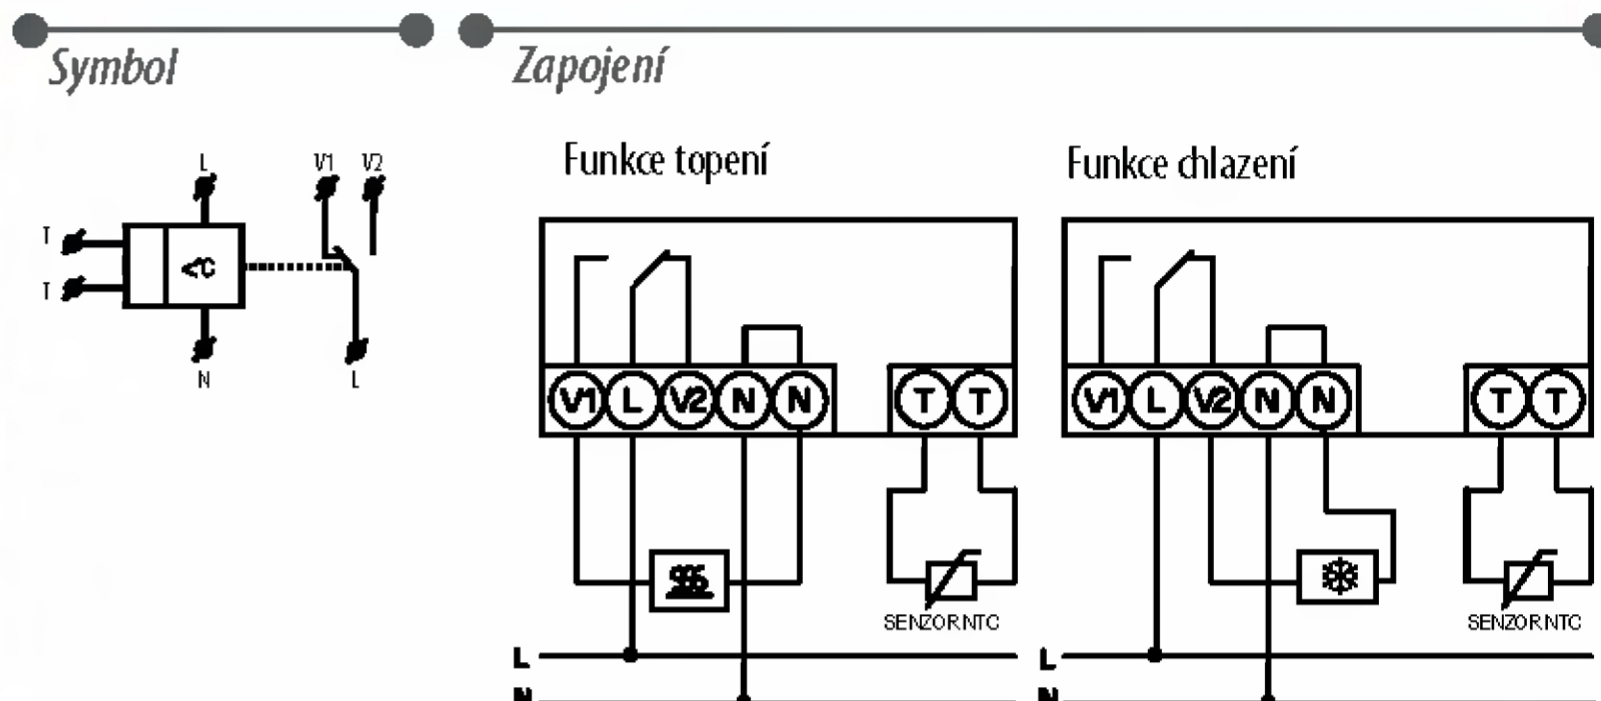 Symbol
Zapojení
L
V1 V2
T
<°C
T
N
L
Funkce topení
V1 L V2 N N T T
SENZOR NTC
L
N
Funkce chlazení
V1 L V2 N N T T
SENZOR NTC
L
N